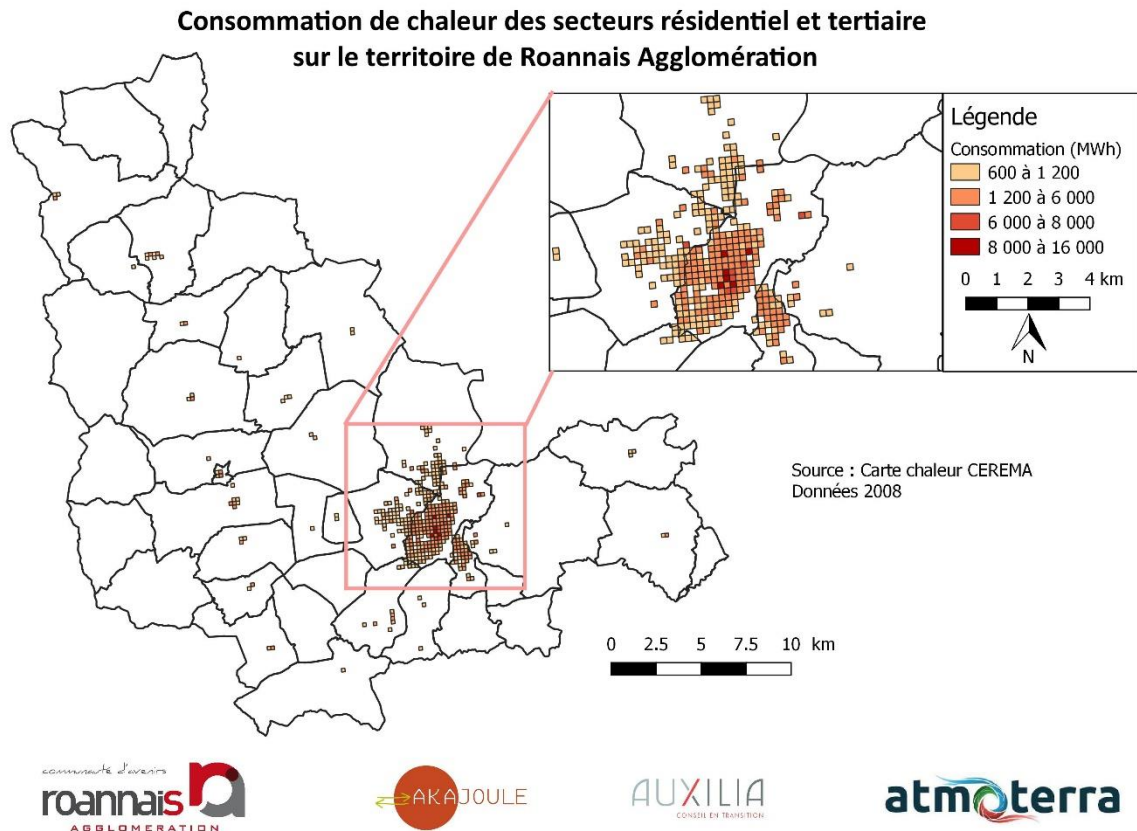 Consommation de chaleur des secteurs résidentiel et tertiaire
sur le territoire de Roannais Agglomération
Légende
Consommation (MWh)
600 à 1 200
1 200 à 6 000
6 000 à 8 000
8 000 à 16 000
0 1 2 3 4 km
N
Source : Carte chaleur CEREMA
Données 2008
0 2.5 5 7.5 10 km
communauté d'avenirs
roannais
AGGLOMERATION
AKAJOULE
AUXILIA
CONSEIL EN TRANSITION
atmoterra